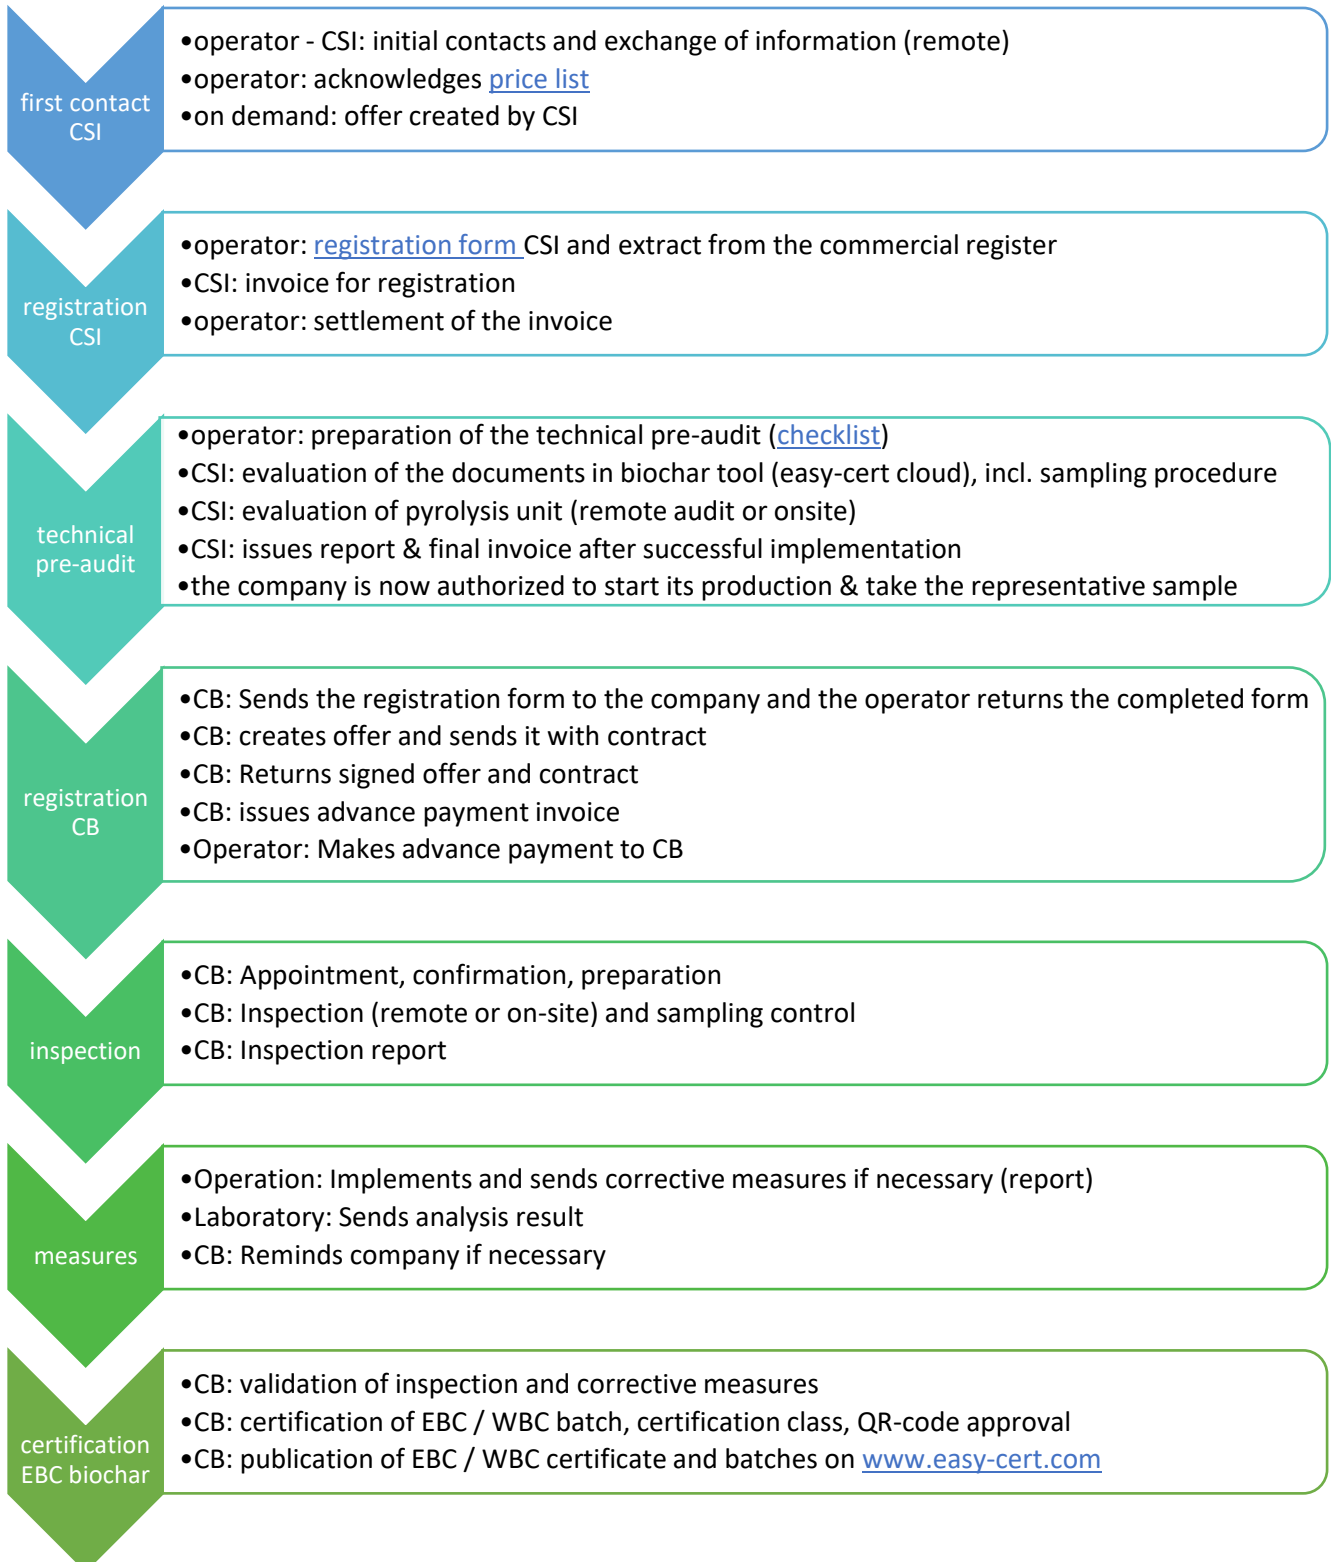 first contact
CSI
•operator - CSI: initial contacts and exchange of information (remote)
•operator: acknowledges price list
•on demand: offer created by CSI
registration
CSI
•operator: registration form CSI and extract from the commercial register
•CSI: invoice for registration
•operator: settlement of the invoice
technical
pre-audit
•operator: preparation of the technical pre-audit (checklist)
•CSI: evaluation of the documents in biochar tool (easy-cert cloud), incl. sampling procedure
•CSI: evaluation of pyrolysis unit (remote audit or onsite)
•CSI: issues report & final invoice after successful implementation
•the company is now authorized to start its production & take the representative sample
registration
CB
•CB: Sends the registration form to the company and the operator returns the completed form
•CB: creates offer and sends it with contract
•CB: Returns signed offer and contract
•CB: issues advance payment invoice
•Operator: Makes advance payment to CB
inspection
•CB: Appointment, confirmation, preparation
•CB: Inspection (remote or on-site) and sampling control
•CB: Inspection report
measures
•Operation: Implements and sends corrective measures if necessary (report)
•Laboratory: Sends analysis result
•CB: Reminds company if necessary
certification
EBC biochar
•CB: validation of inspection and corrective measures
•CB: certification of EBC / WBC batch, certification class, QR-code approval
•CB: publication of EBC / WBC certificate and batches on www.easy-cert.com